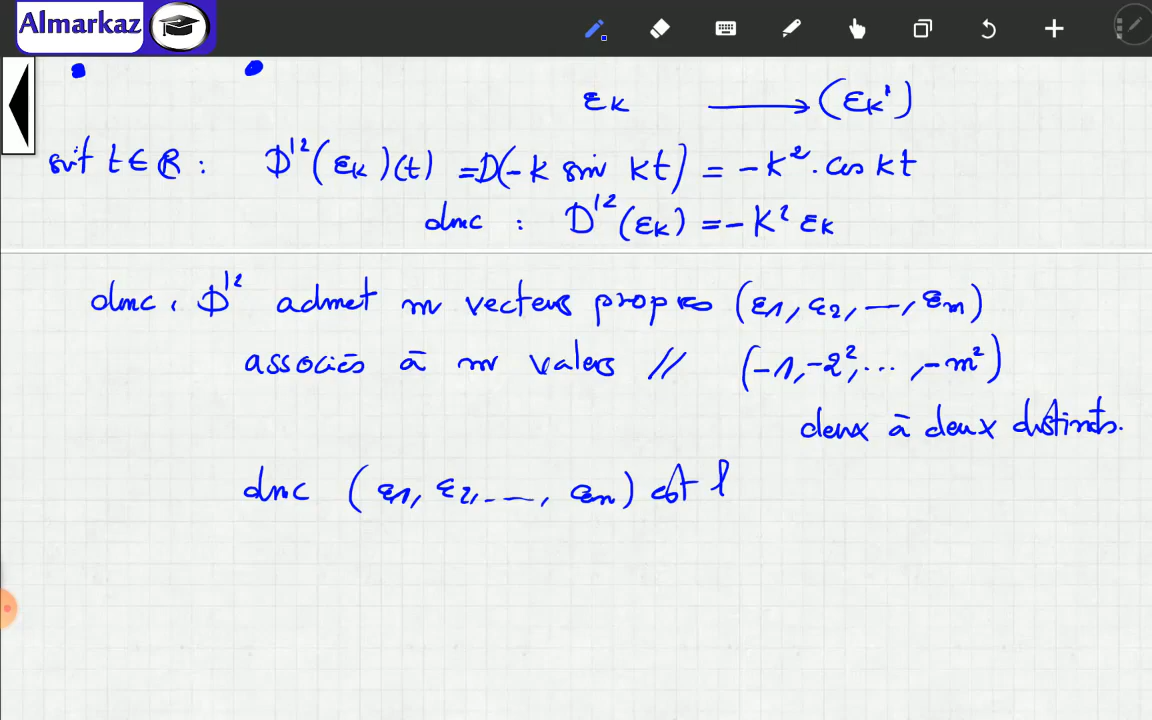 Almarkaz
εk ⟶ (εk')
soit t ∈ ℝ : D'²(εk)(t) = D(-k sin kt) = -k². cos kt
donc : D'²(εk) = -k² εk
donc : D'² admet n vecteurs propres (ε1, ε2, —, εn)
associés à n valeurs // (-1, -2², ..., -n²)
deux à deux distincts.
donc (ε1, ε2, ---, εn) est l